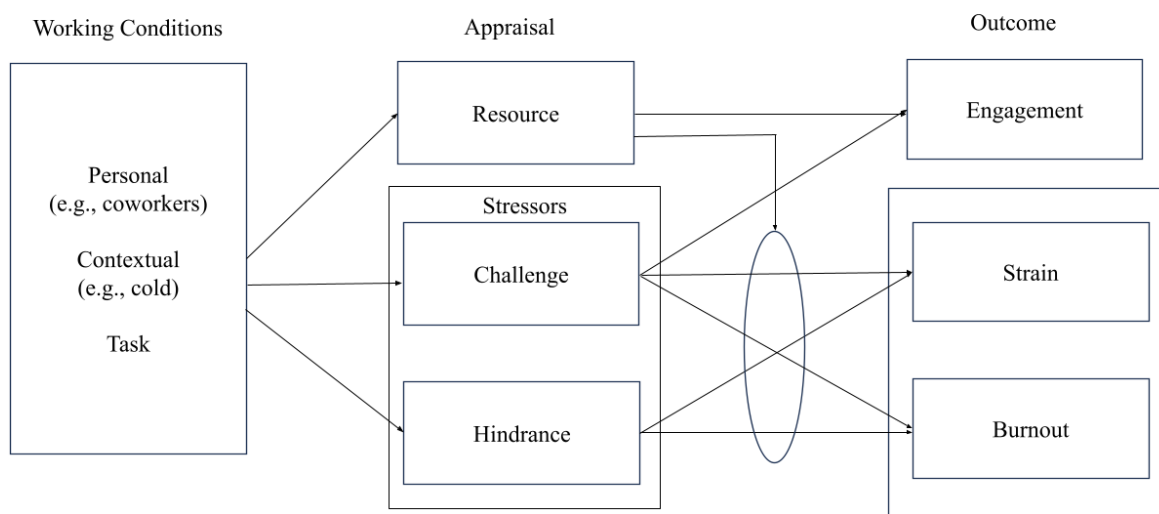 Working Conditions
Appraisal
Outcome
Personal
(e.g., coworkers)
Contextual
(e.g., cold)
Task
Resource
Stressors
Challenge
Hindrance
Engagement
Strain
Burnout